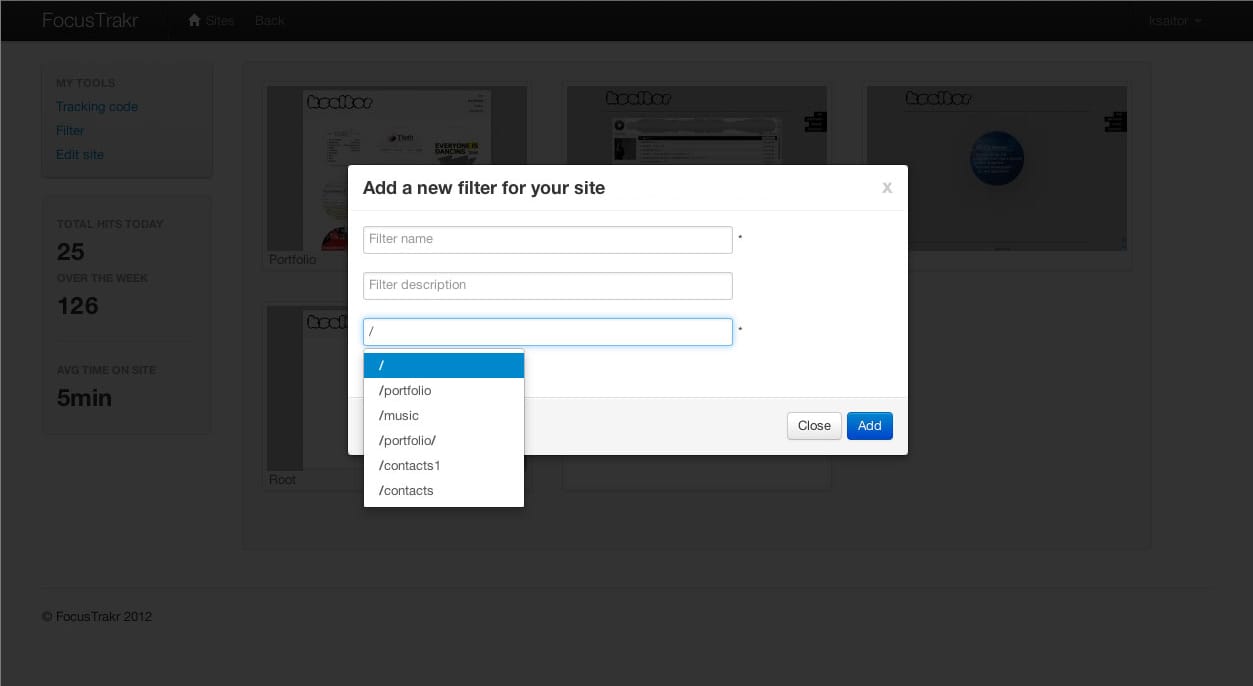 FocusTrakr Sites Back ksaitor
MY TOOLS
Tracking code
Filter
Edit site
TOTAL HITS TODAY
25
OVER THE WEEK
126
AVG TIME ON SITE
5min
EVERYONE IS
Portfolio
Root
Add a new filter for your site x
Filter name *
Filter description
/ *
/
/portfolio
/music
/portfolio/
/contacts1
/contacts
Close Add
© FocusTrakr 2012